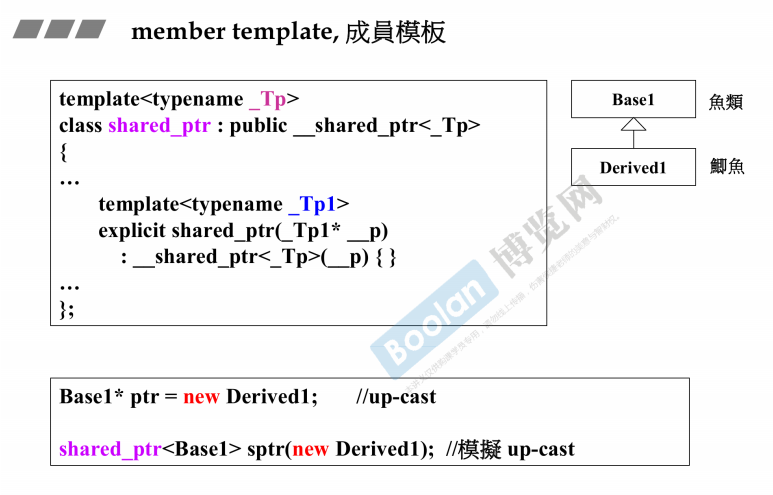 member template, 成員模板
template<typename _Tp>
class shared_ptr : public __shared_ptr<_Tp>
{
…
template<typename _Tp1>
explicit shared_ptr(_Tp1* __p)
: __shared_ptr<_Tp>(__p) { }
…
};
Base1
魚類
Derived1
鯽魚
Boolan 博览网
Base1* ptr = new Derived1; //up-cast
shared_ptr<Base1> sptr(new Derived1); //模擬 up-cast